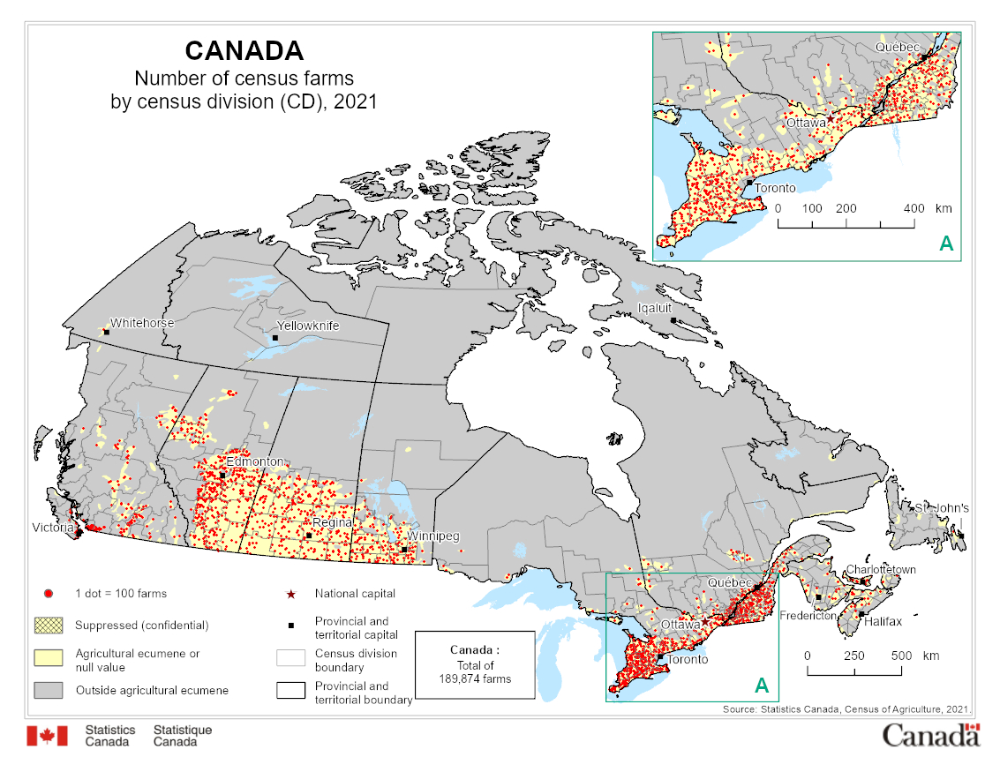 CANADA
Number of census farms
by census division (CD), 2021
Québec
Ottawa
Toronto
0 100 200 400 km
A
Whitehorse
Yellowknife
Iqaluit
Edmonton
Regina
Winnipeg
Victoria
St. John's
Charlottetown
Québec
Fredericton
Halifax
Ottawa
Toronto
A
0 250 500 km
1 dot = 100 farms
Suppressed (confidential)
Agricultural ecumene or
null value
Outside agricultural ecumene
National capital
Provincial and
territorial capital
Census division
boundary
Provincial and
territorial boundary
Canada :
Total of
189,874 farms
Source: Statistics Canada, Census of Agriculture, 2021.
Statistics
Canada
Statistique
Canada
Canada